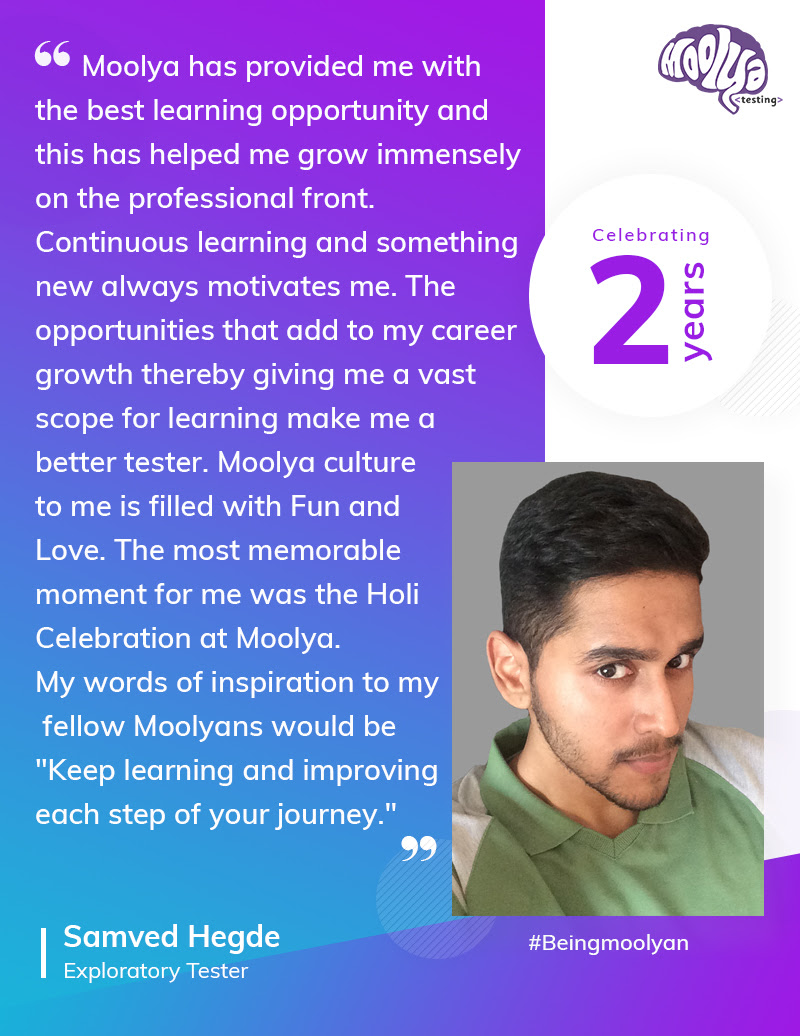 “ Moolya has provided me with
the best learning opportunity and
this has helped me grow immensely
on the professional front.
Continuous learning and something
new always motivates me. The
opportunities that add to my career
growth thereby giving me a vast
scope for learning make me a
better tester. Moolya culture
to me is filled with Fun and
Love. The most memorable
moment for me was the Holi
Celebration at Moolya.
My words of inspiration to my
fellow Moolyans would be
"Keep learning and improving
each step of your journey."
”
Samved Hegde
Exploratory Tester
Moolya
<testing>
Celebrating
2 years
#Beingmoolyan